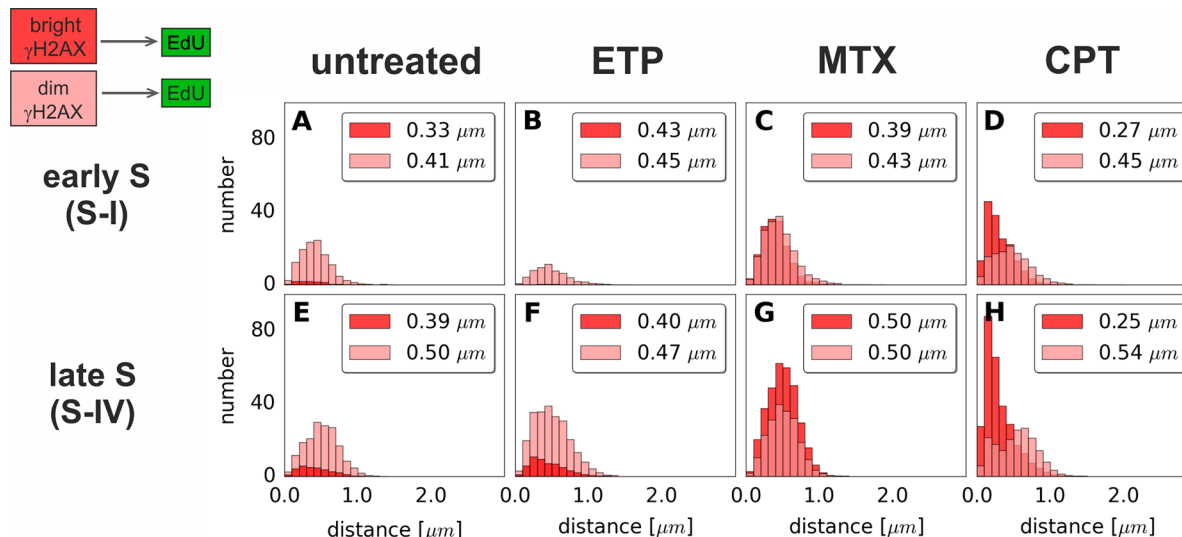 bright
γH2AX
EdU
dim
γH2AX
EdU
untreated
ETP
MTX
CPT
early S
(S-I)
late S
(S-IV)
number
80
40
0
A
0.33 μm
0.41 μm
B
0.43 μm
0.45 μm
C
0.39 μm
0.43 μm
D
0.27 μm
0.45 μm
number
80
40
0
E
0.39 μm
0.50 μm
F
0.40 μm
0.47 μm
G
0.50 μm
0.50 μm
H
0.25 μm
0.54 μm
0.0 1.0 2.0
0.0 1.0 2.0
0.0 1.0 2.0
0.0 1.0 2.0
distance [μm]
distance [μm]
distance [μm]
distance [μm]